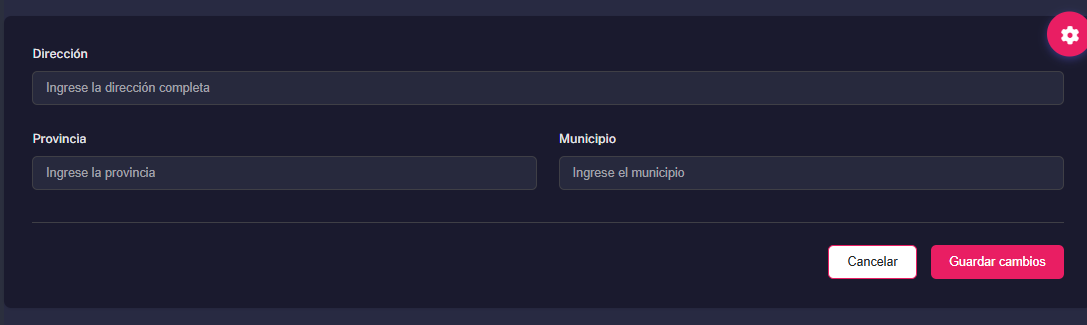 Dirección
Ingrese la dirección completa
Provincia Municipio
Ingrese la provincia Ingrese el municipio
Cancelar Guardar cambios